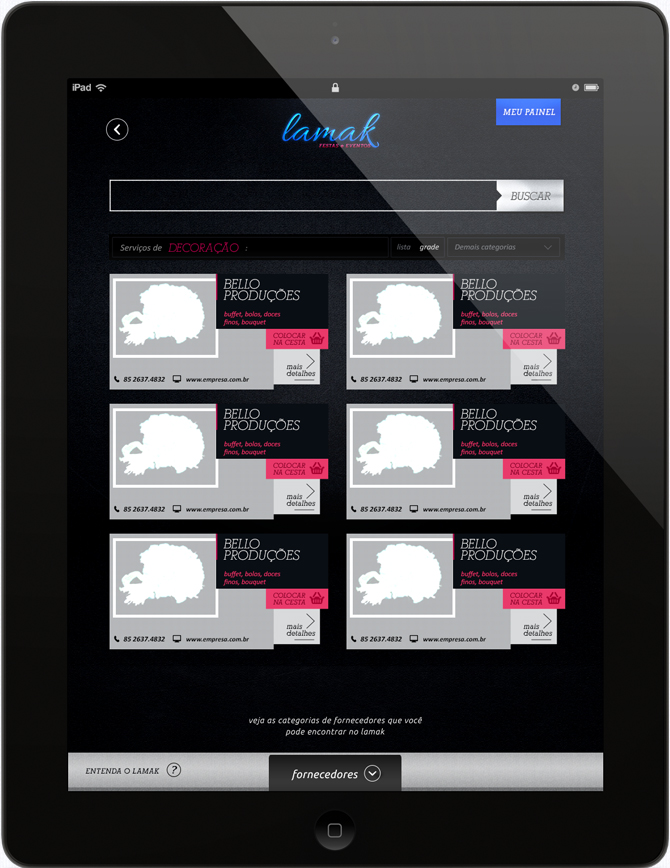 iPad
lamak
FESTAS e EVENTOS
MEU PAINEL
BUSCAR
Serviços de DECORAÇÃO :
lista grade
Demais categorias
BELLO
PRODUÇÕES
buffet, bolos, doces
finos, bouquet
COLOCAR
NA CESTA
mais
detalhes
85 2637.4832 www.empresa.com.br
BELLO
PRODUÇÕES
buffet, bolos, doces
finos, bouquet
COLOCAR
NA CESTA
mais
detalhes
85 2637.4832 www.empresa.com.br
BELLO
PRODUÇÕES
buffet, bolos, doces
finos, bouquet
COLOCAR
NA CESTA
mais
detalhes
85 2637.4832 www.empresa.com.br
BELLO
PRODUÇÕES
buffet, bolos, doces
finos, bouquet
COLOCAR
NA CESTA
mais
detalhes
85 2637.4832 www.empresa.com.br
BELLO
PRODUÇÕES
buffet, bolos, doces
finos, bouquet
COLOCAR
NA CESTA
mais
detalhes
85 2637.4832 www.empresa.com.br
BELLO
PRODUÇÕES
buffet, bolos, doces
finos, bouquet
COLOCAR
NA CESTA
mais
detalhes
85 2637.4832 www.empresa.com.br
veja as categorias de fornecedores que você
pode encontrar no lamak
ENTENDA O LAMAK ?
fornecedores